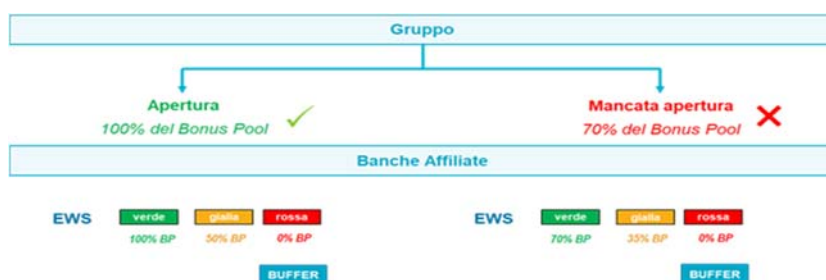 Gruppo
Apertura
100% del Bonus Pool
Mancata apertura
70% del Bonus Pool
Banche Affiliate
EWS verde gialla rossa
100% BP 50% BP 0% BP
BUFFER
EWS verde gialla rossa
70% BP 35% BP 0% BP
BUFFER